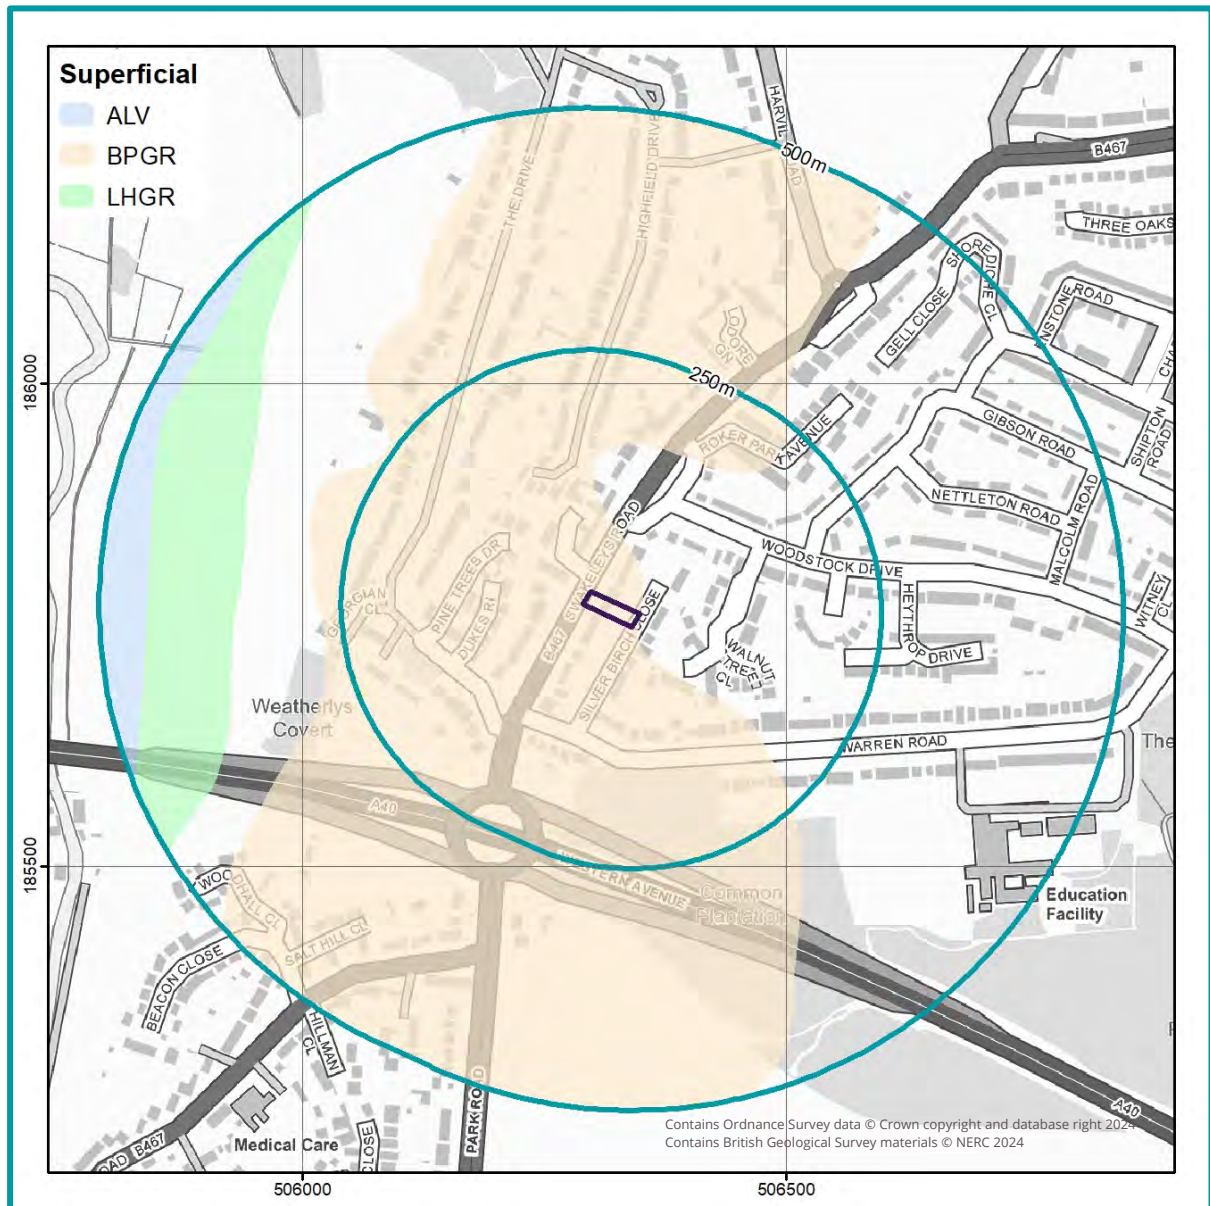 Superficial
ALV
BPGR
LHGR
500m
250m
HARVIL
ROAD
B467
THREE OAKS
THE DRIVE
HIGHFIELD DRIVE
SHOREDICHE CL
GELL CLOSE
ENSTONE ROAD
LODORE GN
186000
ROKER PARK AVENUE
GIBSON ROAD
SHIPTON ROAD
NETTLETON ROAD
MALCOLM ROAD
WOODSTOCK DRIVE
WITNEY CL
HEYTHROP DRIVE
B467 SWAKELEYS ROAD
PINE TREES DR
GEORGIAN CL
DUKES RI
SILVER BIRCH CLOSE
WALNUT TREE CL
Weatherlys
Covert
WARREN ROAD
The
A40
WESTERN AVENUE
Common
Plantation
185500
Education
Facility
WOODHALL CL
SALT HILL CL
BEACON CLOSE
HILLMAN CL
PARK ROAD
A40
Contains Ordnance Survey data © Crown copyright and database right 2024
Contains British Geological Survey materials © NERC 2024
Medical Care
CLOSE
OAD B467
506000
506500